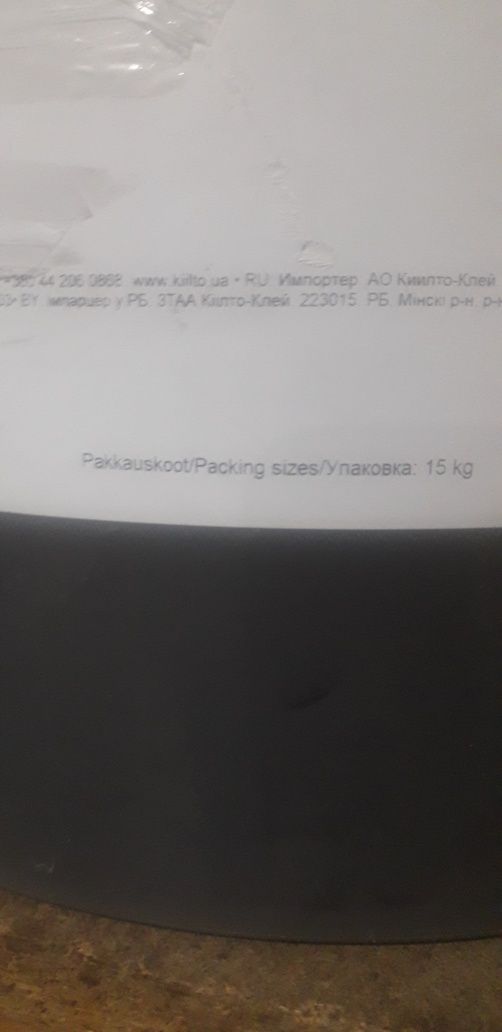 44 206 0868 www.kiilto.ua • RU: Импортер: АО Киилто-Клей
BY: Імпарцер у РБ: ЗТАА Кіілто-Клей 223015. РБ. Мінскі р-н.
Pakkauskoot/Packing sizes/Упаковка: 15 kg